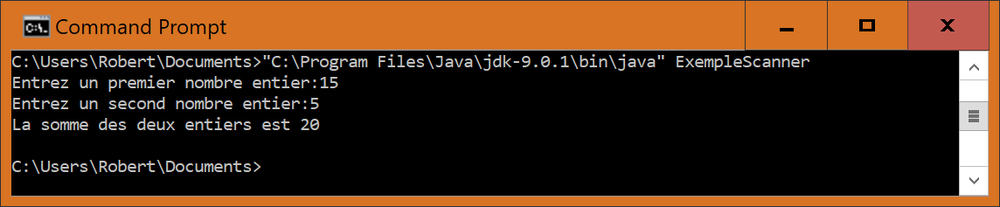 Command Prompt
C:\Users\Robert\Documents>"C:\Program Files\Java\jdk-9.0.1\bin\java" ExempleScanner
Entrez un premier nombre entier:15
Entrez un second nombre entier:5
La somme des deux entiers est 20
C:\Users\Robert\Documents>